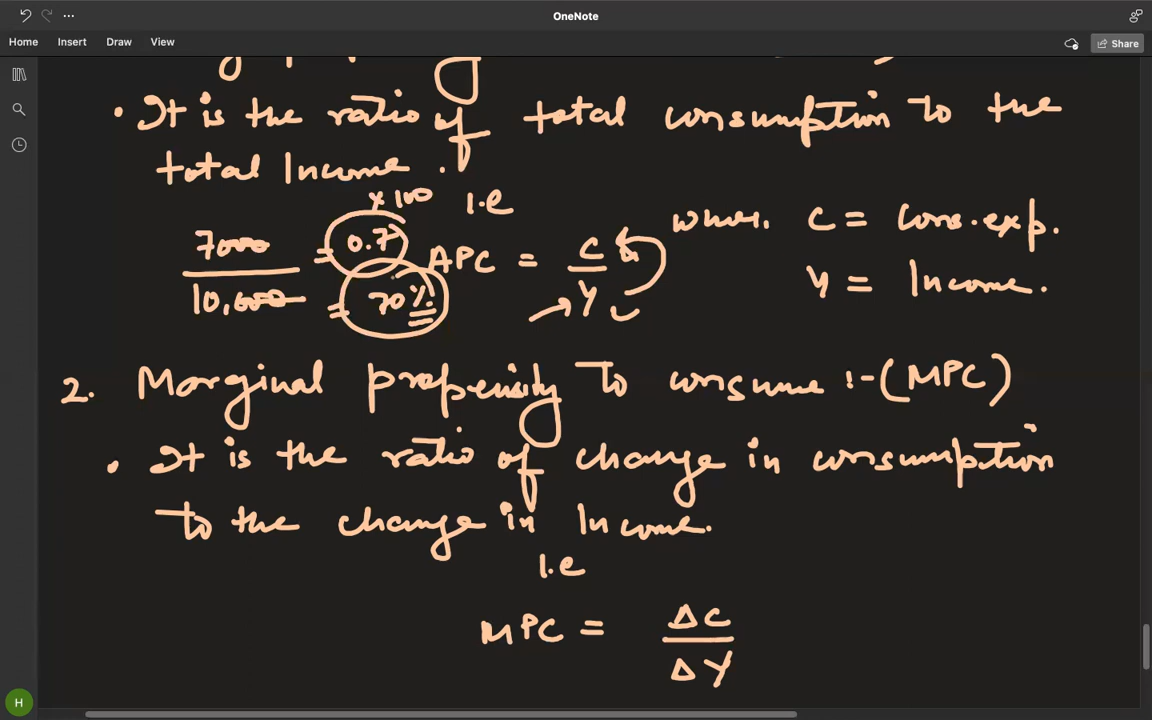 OneNote
Home Insert Draw View
Share
• It is the ratio of total consumption to the
total Income.
x 100 i.e
7000 / 10,000 = 0.7 APC = C / Y where, C = cons. exp.
= 70% Y = Income.
2. Marginal propensity to consume :- (MPC)
• It is the ratio of change in consumption
to the change in Income.
i.e
MPC = ΔC / ΔY
H